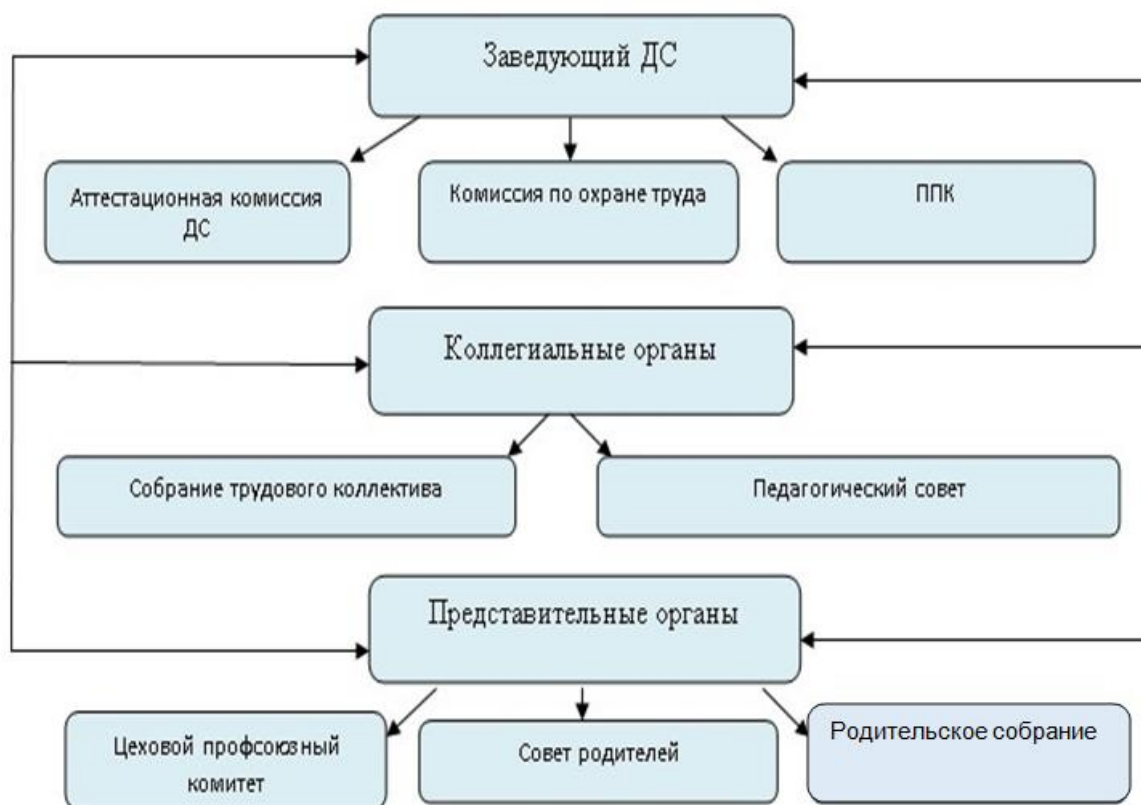 Заведующий ДС
Аттестационная комиссия
ДС
Комиссия по охране труда
ППК
Коллегиальные органы
Собрание трудового коллектива
Педагогический совет
Представительные органы
Цеховой профсоюзный
комитет
Совет родителей
Родительское собрание